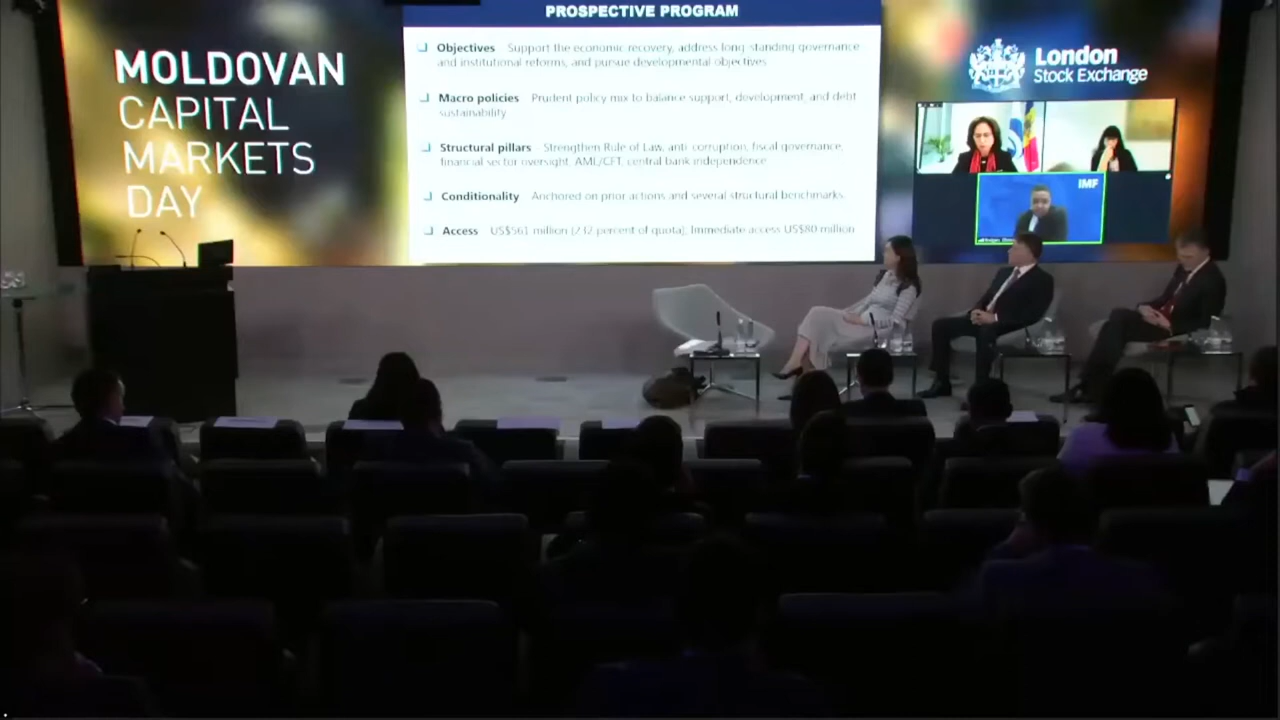 MOLDOVAN
CAPITAL
MARKETS
DAY
PROSPECTIVE PROGRAM
Objectives Support the economic recovery, address long-standing governance
and institutional reforms, and pursue developmental objectives
Macro policies Prudent policy mix to balance support, development, and debt
sustainability
Structural pillars Strengthen Rule of Law, anti-corruption, fiscal governance,
financial sector oversight, AML/CFT, central bank independence
Conditionality Anchored on prior actions and several structural benchmarks
Access US$561 million (232 percent of quota); Immediate access US$80 million
London
Stock Exchange
IMF